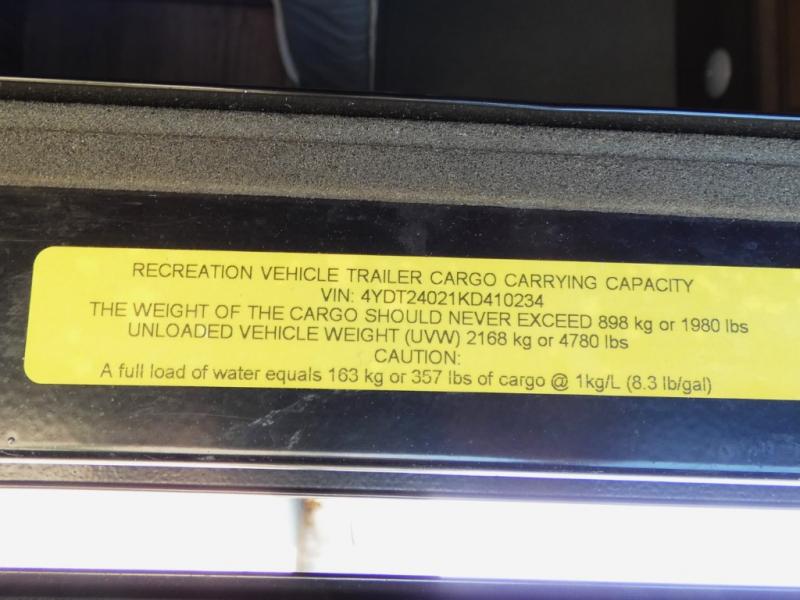 RECREATION VEHICLE TRAILER CARGO CARRYING CAPACITY
VIN: 4YDT24021KD410234
THE WEIGHT OF THE CARGO SHOULD NEVER EXCEED 898 kg or 1980 lbs
UNLOADED VEHICLE WEIGHT (UVW) 2168 kg or 4780 lbs
CAUTION:
A full load of water equals 163 kg or 357 lbs of cargo @ 1kg/L (8.3 lb/gal)